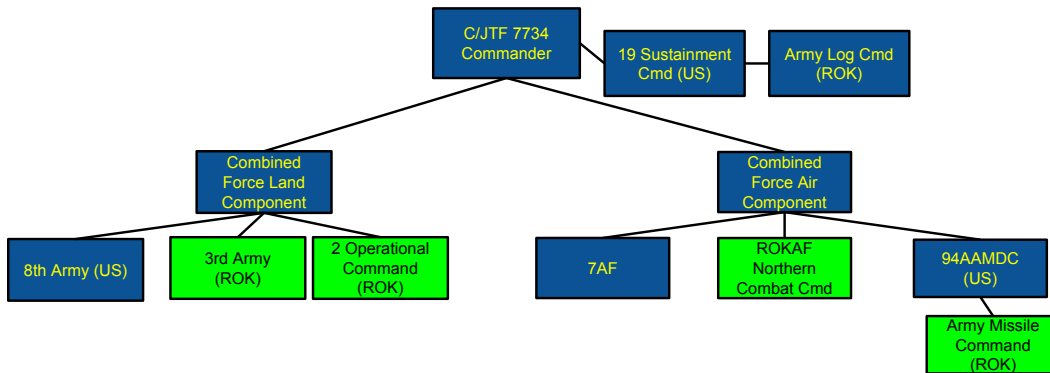 C/JTF 7734
Commander
19 Sustainment
Cmd (US)
Army Log Cmd
(ROK)
Combined
Force Land
Component
Combined
Force Air
Component
8th Army (US)
3rd Army
(ROK)
2 Operational
Command
(ROK)
7AF
ROKAF
Northern
Combat Cmd
94AAMDC
(US)
Army Missile
Command
(ROK)